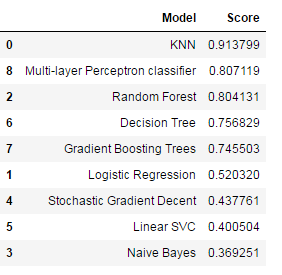 Model Score
0 KNN 0.913799
8 Multi-layer Perceptron classifier 0.807119
2 Random Forest 0.804131
6 Decision Tree 0.756829
7 Gradient Boosting Trees 0.745503
1 Logistic Regression 0.520320
4 Stochastic Gradient Decent 0.437761
5 Linear SVC 0.400504
3 Naive Bayes 0.369251